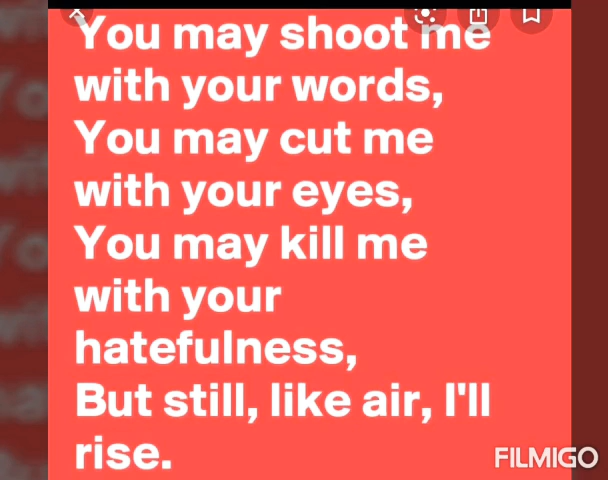 You may shoot me
with your words,
You may cut me
with your eyes,
You may kill me
with your
hatefulness,
But still, like air, I'll
rise.
FILMIGO